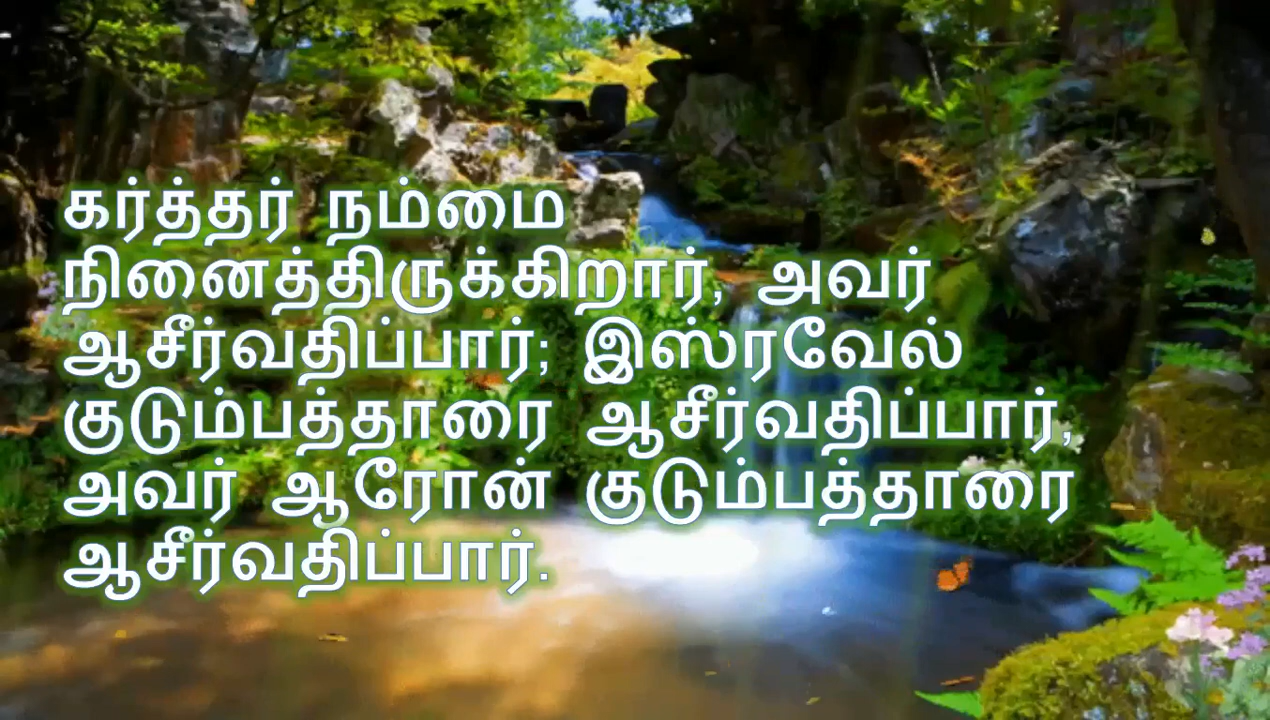 கர்த்தர் நம்மை
நினைத்திருக்கிறார், அவர்
ஆசீர்வதிப்பார்; இஸ்ரவேல்
குடும்பத்தாரை ஆசீர்வதிப்பார்,
அவர் ஆரோன் குடும்பத்தாரை
ஆசீர்வதிப்பார்.